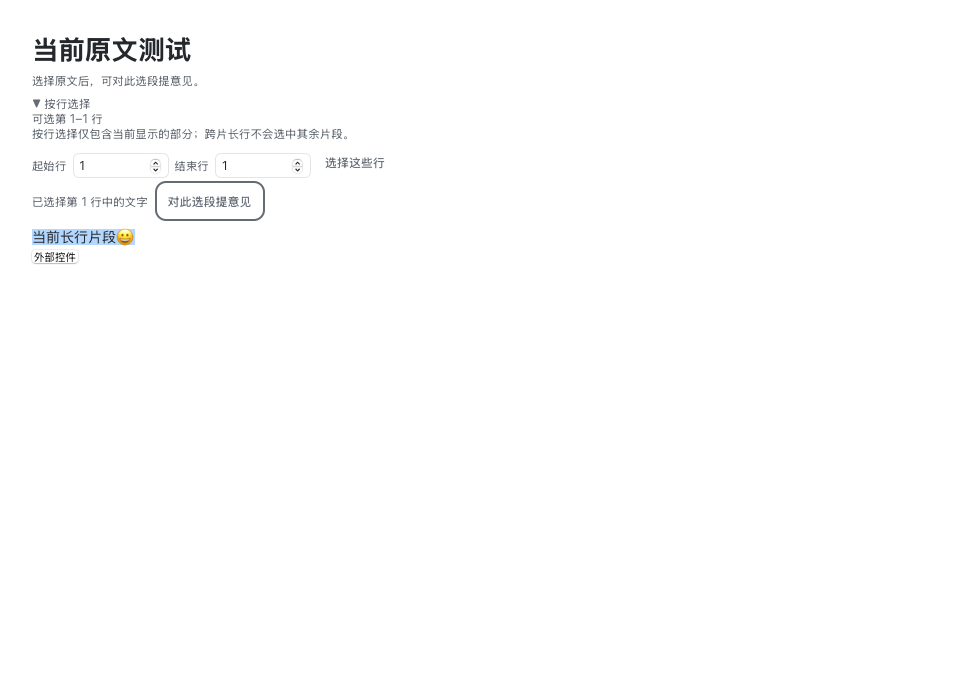 当前原文测试
选择原文后，可对此选段提意见。
▼ 按行选择
可选第 1–1 行
按行选择仅包含当前显示的部分；跨片长行不会选中其余片段。
起始行 1 结束行 1 选择这些行
已选择第 1 行中的文字 对此选段提意见
当前长行片段😀
外部控件